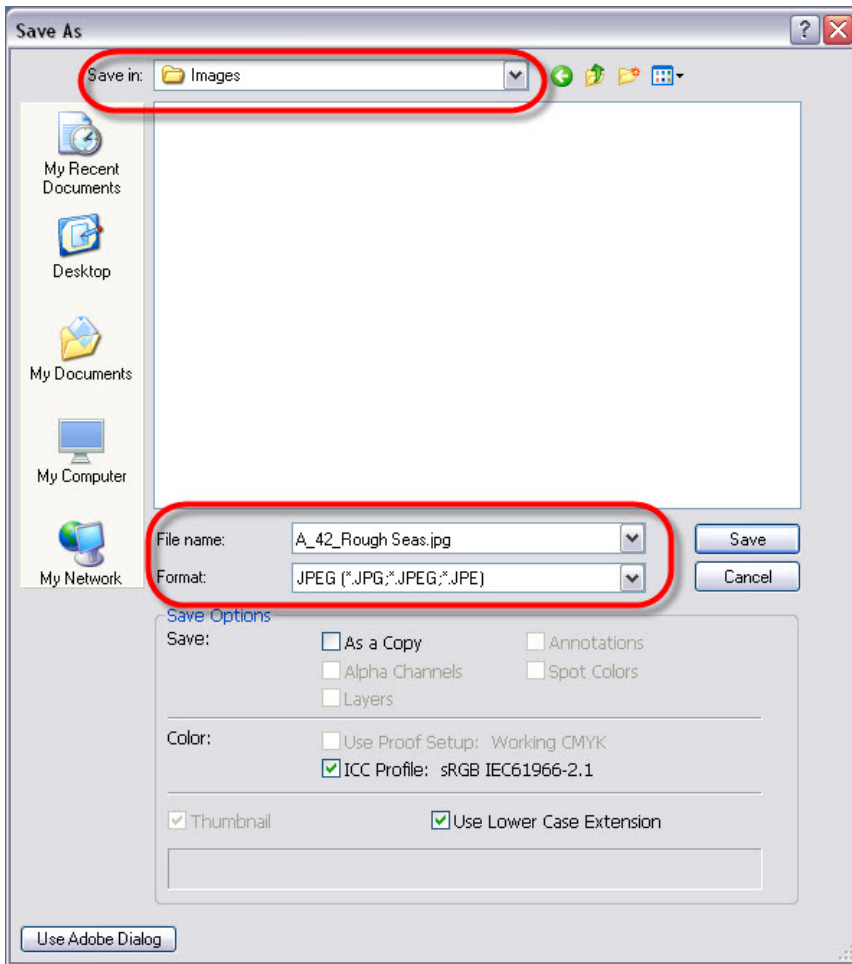 Save As
Save in: Images
My Recent
Documents
Desktop
My Documents
My Computer
My Network
File name: A_42_Rough Seas.jpg Save
Format: JPEG (*.JPG;*.JPEG;*.JPE) Cancel
Save Options
Save: As a Copy Annotations
Alpha Channels Spot Colors
Layers
Color: Use Proof Setup: Working CMYK
ICC Profile: sRGB IEC61966-2.1
Thumbnail Use Lower Case Extension
Use Adobe Dialog